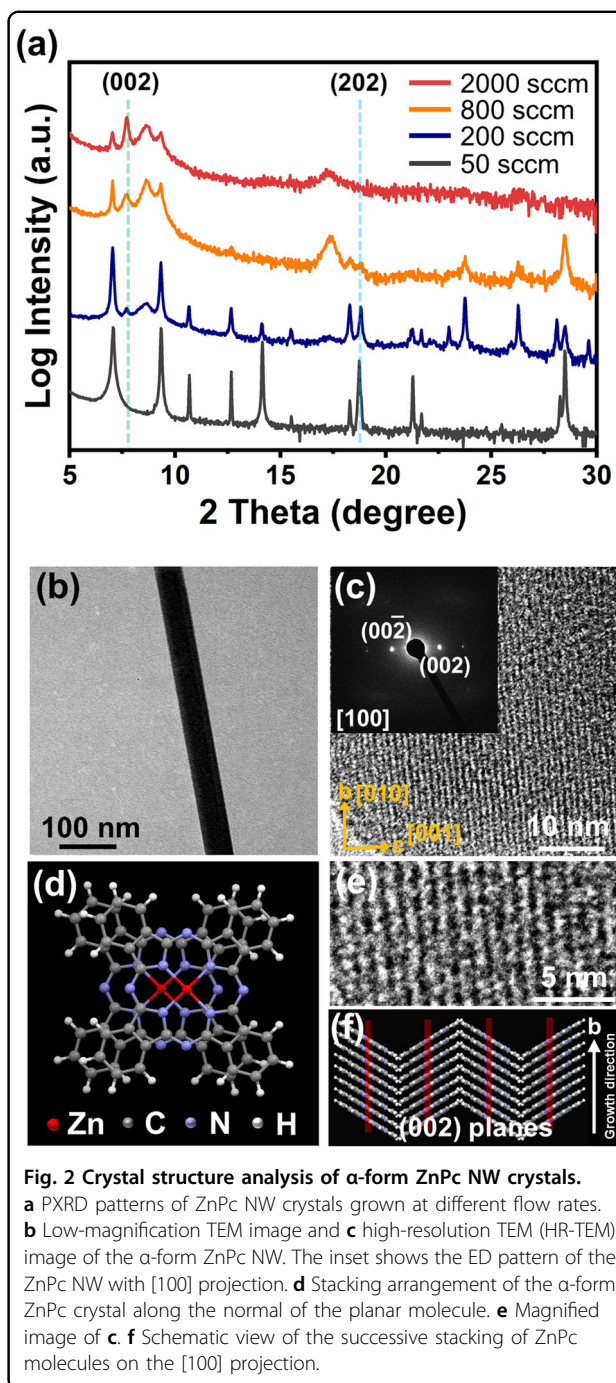 (a)
(002) (202)
2000 sccm
800 sccm
200 sccm
50 sccm
Log Intensity (a.u.)
5 10 15 20 25 30
2 Theta (degree)
(b)
100 nm
(c)
(002̅)
(002)
[100]
b [010]
c [001]
10 nm
(d)
Zn C N H
(e)
5 nm
(f)
b
Growth direction
(002) planes
Fig. 2 Crystal structure analysis of α-form ZnPc NW crystals.
a PXRD patterns of ZnPc NW crystals grown at different flow rates.
b Low-magnification TEM image and c high-resolution TEM (HR-TEM)
image of the α-form ZnPc NW. The inset shows the ED pattern of the
ZnPc NW with [100] projection. d Stacking arrangement of the α-form
ZnPc crystal along the normal of the planar molecule. e Magnified
image of c. f Schematic view of the successive stacking of ZnPc
molecules on the [100] projection.